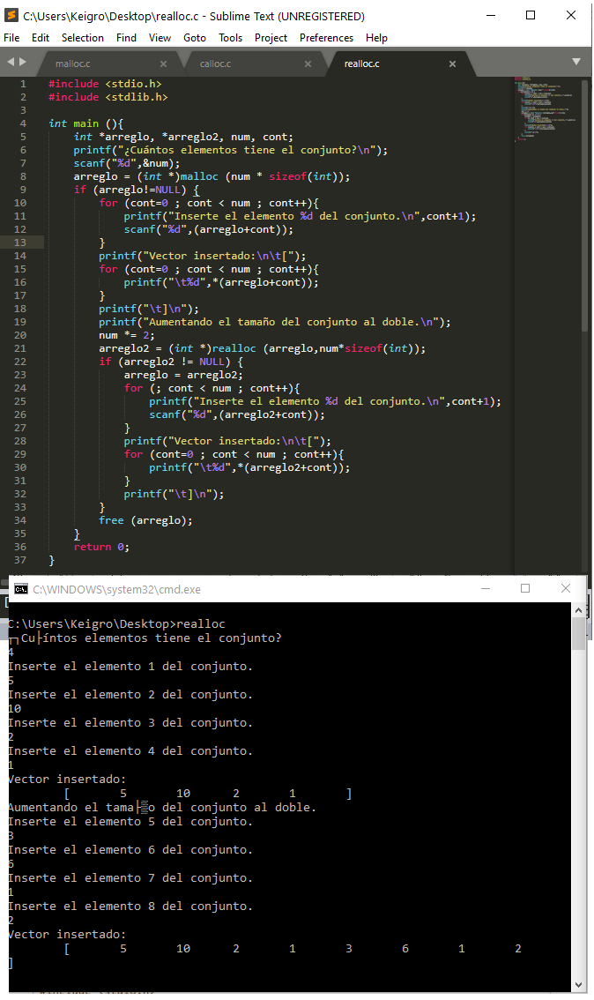 C:\Users\Keigro\Desktop\realloc.c - Sublime Text (UNREGISTERED)
File Edit Selection Find View Goto Tools Project Preferences Help
malloc.c calloc.c realloc.c
1 #include <stdio.h>
2 #include <stdlib.h>
3
4 int main (){
5 int *arreglo, *arreglo2, num, cont;
6 printf("¿Cuántos elementos tiene el conjunto?\n");
7 scanf("%d",&num);
8 arreglo = (int *)malloc (num * sizeof(int));
9 if (arreglo!=NULL) {
10 for (cont=0 ; cont < num ; cont++){
11 printf("Inserte el elemento %d del conjunto.\n",cont+1);
12 scanf("%d",(arreglo+cont));
13 }
14 printf("Vector insertado:\n\t[");
15 for (cont=0 ; cont < num ; cont++){
16 printf("\t%d",*(arreglo+cont));
17 }
18 printf("\t]\n");
19 printf("Aumentando el tamaño del conjunto al doble.\n");
20 num *= 2;
21 arreglo2 = (int *)realloc (arreglo,num*sizeof(int));
22 if (arreglo2 != NULL) {
23 arreglo = arreglo2;
24 for (; cont < num ; cont++){
25 printf("Inserte el elemento %d del conjunto.\n",cont+1);
26 scanf("%d",(arreglo2+cont));
27 }
28 printf("Vector insertado:\n\t[");
29 for (cont=0 ; cont < num ; cont++){
30 printf("\t%d",*(arreglo2+cont));
31 }
32 printf("\t]\n");
33 }
34 free (arreglo);
35 }
36 return 0;
37 }
C:\WINDOWS\system32\cmd.exe
C:\Users\Keigro\Desktop>realloc
┬┐Cu├íntos elementos tiene el conjunto?
4
Inserte el elemento 1 del conjunto.
5
Inserte el elemento 2 del conjunto.
10
Inserte el elemento 3 del conjunto.
2
Inserte el elemento 4 del conjunto.
1
Vector insertado:
[ 5 10 2 1 ]
Aumentando el tama├▒o del conjunto al doble.
Inserte el elemento 5 del conjunto.
3
Inserte el elemento 6 del conjunto.
6
Inserte el elemento 7 del conjunto.
1
Inserte el elemento 8 del conjunto.
2
Vector insertado:
[ 5 10 2 1 3 6 1 2
]